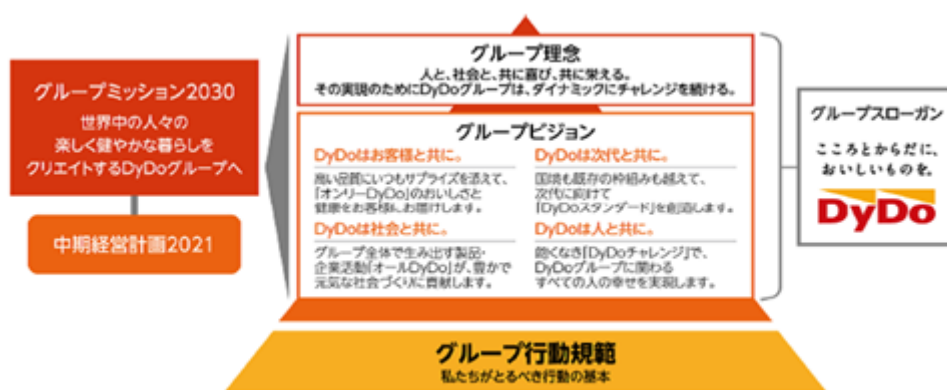 グループミッション2030
世界中の人々の
楽しく健やかな暮らしを
クリエイトするDyDoグループへ
中期経営計画2021
グループ理念
人と、社会と、共に喜び、共に栄える。
その実現のためにDyDoグループは、ダイナミックにチャレンジを続ける。
グループビジョン
DyDoはお客様と共に。
高い品質にいつもサプライズを添えて、
「オンリーDyDo」のおいしさと
健康をお客様にお届けします。
DyDoは次代と共に。
国境も既存の枠組みも越えて、
次代に向けて
「DyDoスタンダード」を創造します。
DyDoは社会と共に。
グループ全体で生み出す製品・
企業活動「オールDyDo」が、豊かで
元気な社会づくりに貢献します。
DyDoは人と共に。
飽くなき「DyDoチャレンジ」で、
DyDoグループに関わる
すべての人の幸せを実現します。
グループ行動規範
私たちがとるべき行動の基本
グループスローガン
こころとからだに、
おいしいものを。
DyDo